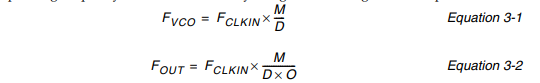 F_VCO = F_CLKIN × M/D Equation 3-1
F_OUT = F_CLKIN × M/(D × O) Equation 3-2